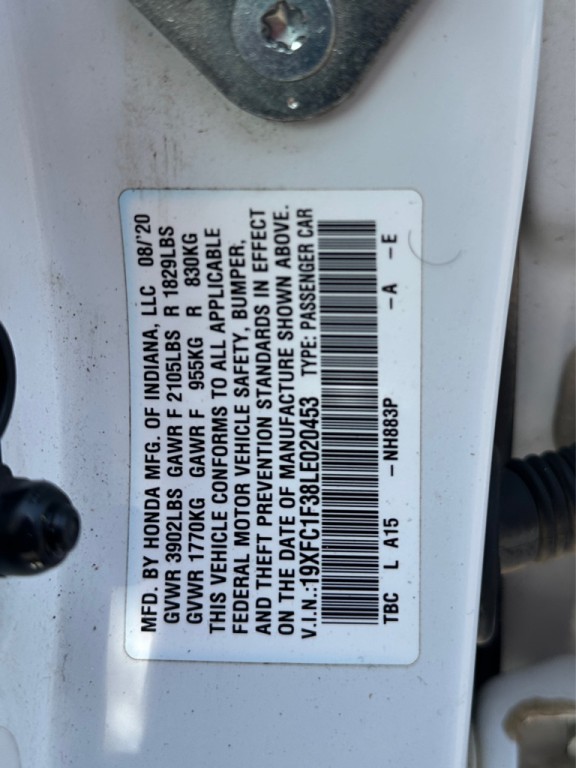 MFD. BY HONDA MFG. OF INDIANA, LLC 08/'20
GVWR 3902LBS GAWR F 2105LBS R 1829LBS
GVWR 1770KG GAWR F 955KG R 830KG
THIS VEHICLE CONFORMS TO ALL APPLICABLE
FEDERAL MOTOR VEHICLE SAFETY, BUMPER,
AND THEFT PREVENTION STANDARDS IN EFFECT
ON THE DATE OF MANUFACTURE SHOWN ABOVE.
V.I.N.:19XFC1F38LE020453 TYPE: PASSENGER CAR
TBC L A15 -NH883P -A -E